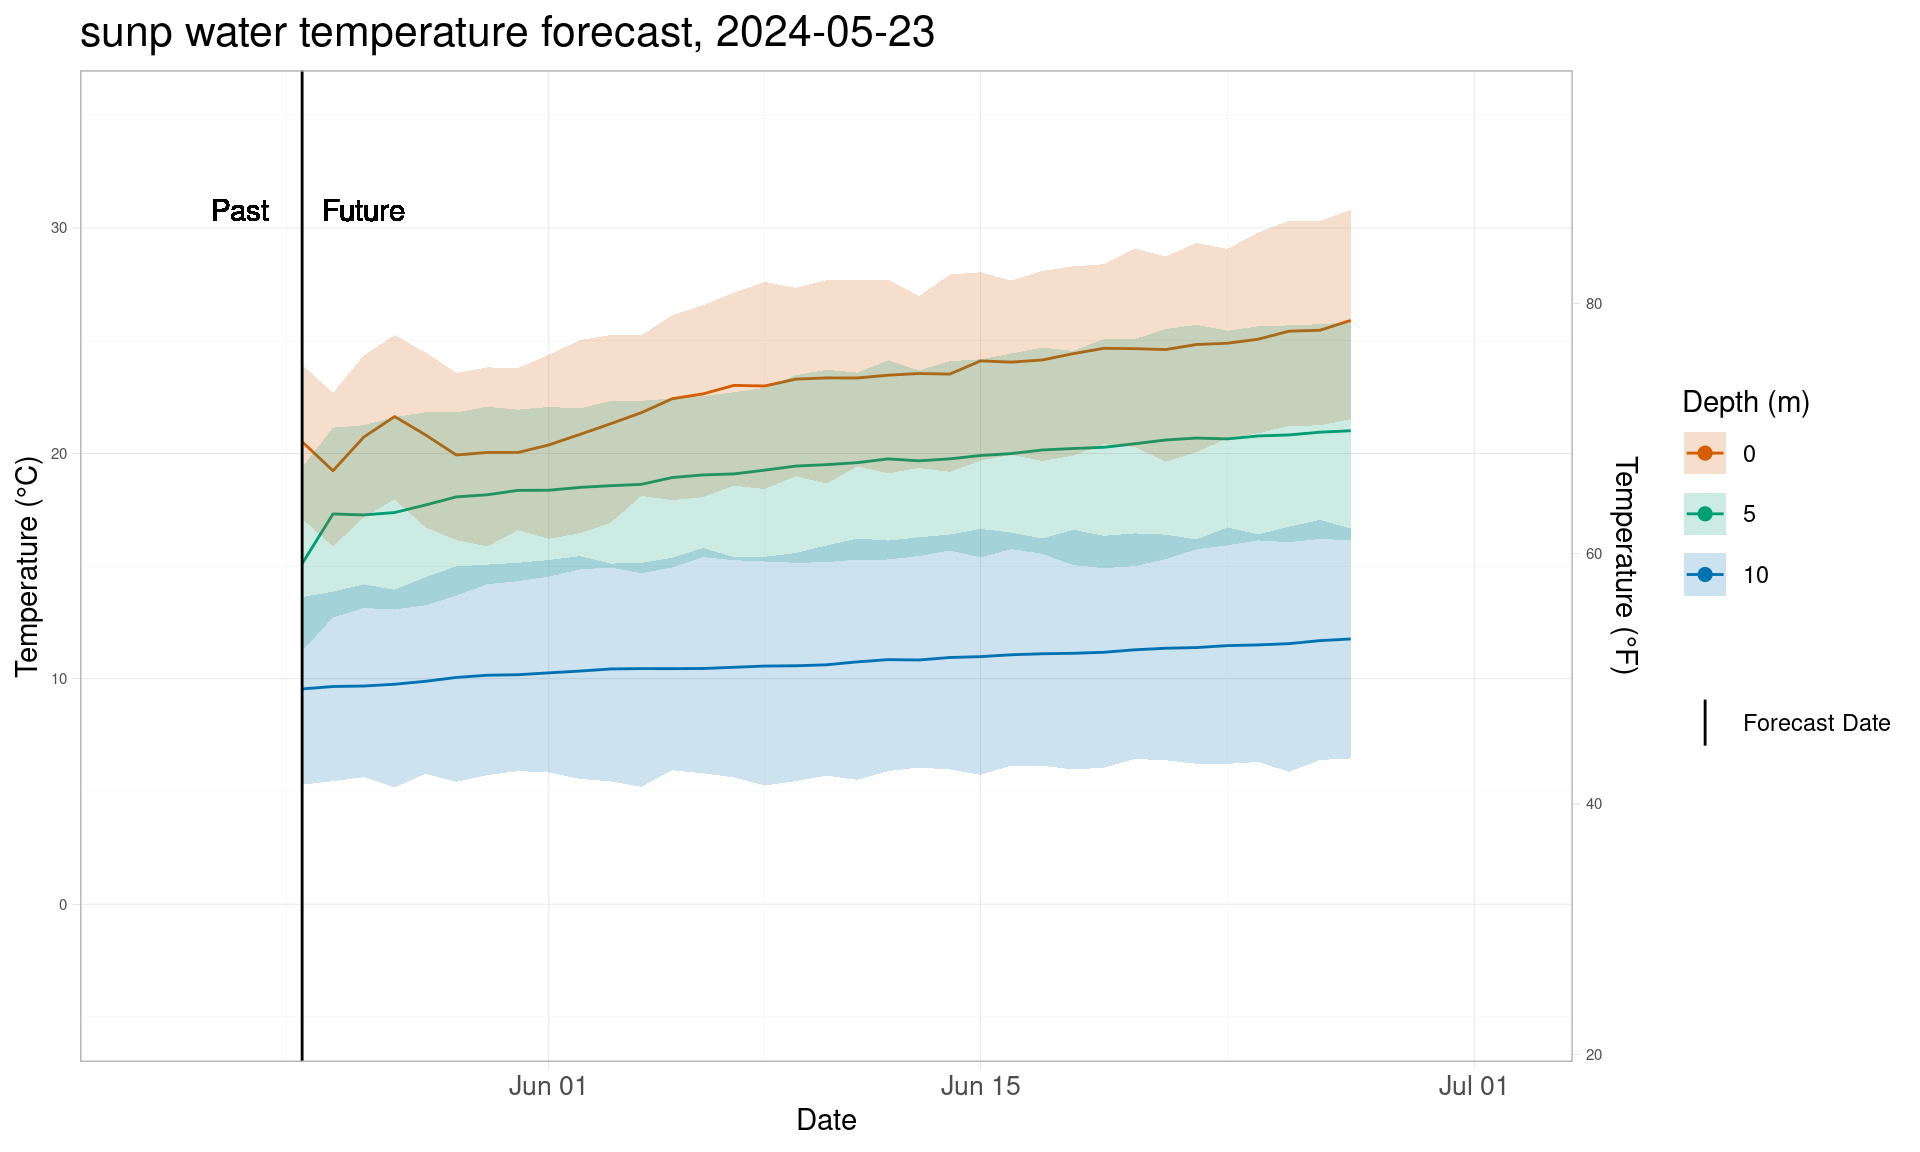 sunp water temperature forecast, 2024-05-23
Past
Future
30
20
10
0
Temperature (°C)
80
60
40
20
Temperature (°F)
Jun 01
Jun 15
Jul 01
Date
Depth (m)
0
5
10
Forecast Date